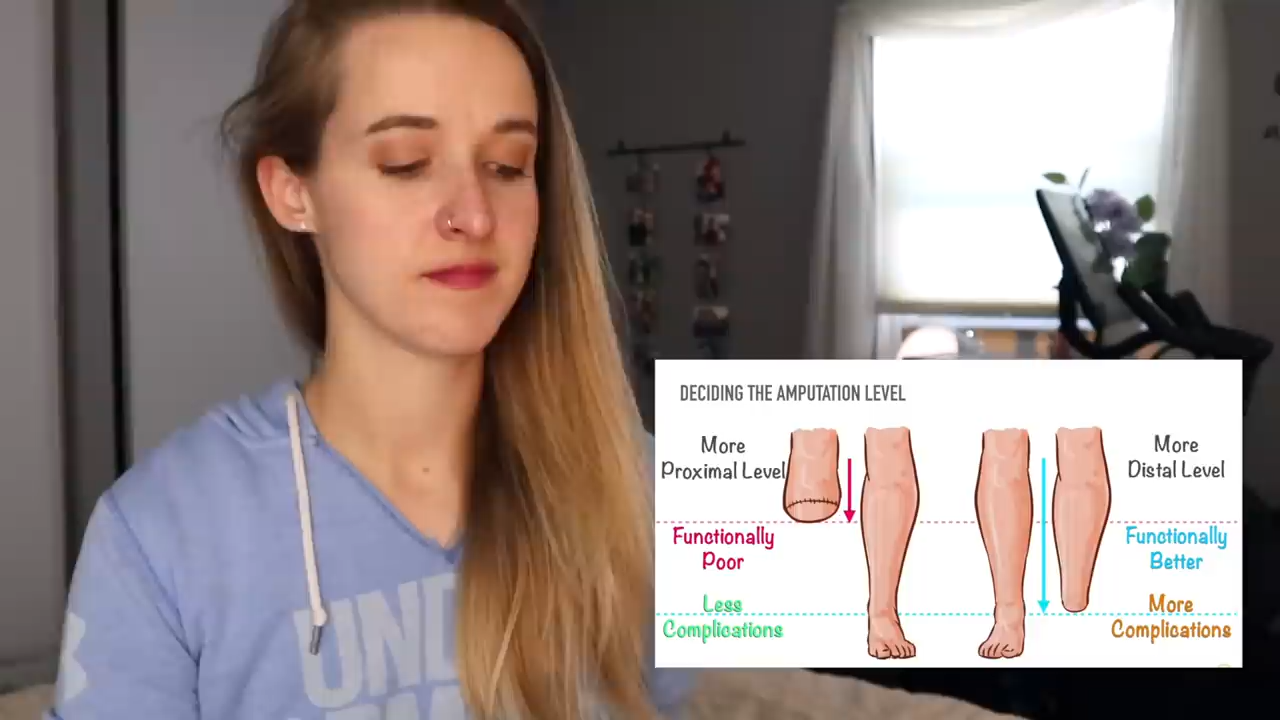 DECIDING THE AMPUTATION LEVEL
More
Proximal Level
More
Distal Level
Functionally
Poor
Functionally
Better
Less
Complications
More
Complications
UND